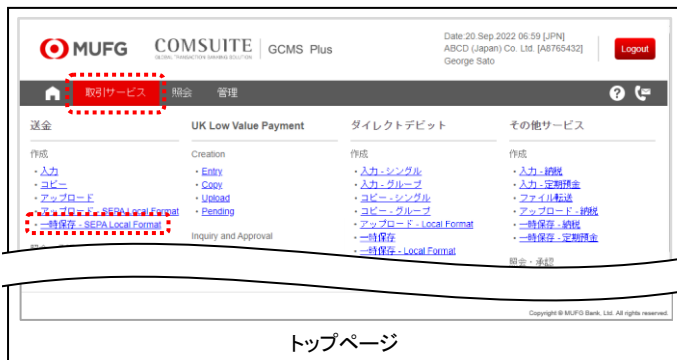 MUFG COMSUITE GCMS Plus
GLOBAL TRANSACTION BANKING SOLUTION
Date:20 Sep 2022 06:59 [JPN]
ABCD (Japan) Co. Ltd. [A8765432]
George Sato
Logout
取引サービス 照会 管理
送金
作成
・入力
・コピー
・アップロード
・アップロード - SEPA Local Format
・一時保存 - SEPA Local Format
UK Low Value Payment
Creation
・Entry
・Copy
・Upload
・Pending
Inquiry and Approval
ダイレクトデビット
作成
・入力 - シングル
・入力 - グループ
・コピー - シングル
・コピー - グループ
・アップロード - Local Format
・一時保存
・一時保存 - Local Format
その他サービス
作成
・入力 - 納税
・入力 - 定期預金
・ファイル転送
・アップロード - 納税
・一時保存 - 納税
・一時保存 - 定期預金
照会・承認
Copyright © MUFG Bank, Ltd. All rights reserved.
トップページ